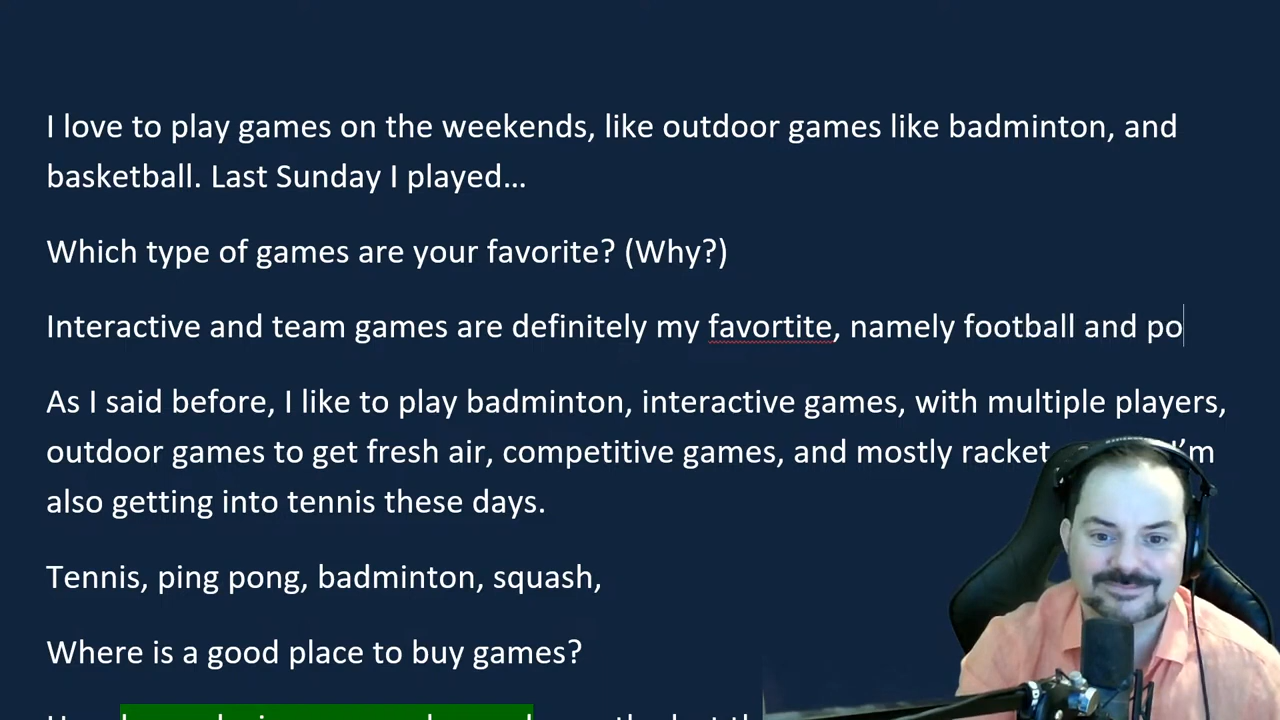 I love to play games on the weekends, like outdoor games like badminton, and
basketball. Last Sunday I played…
Which type of games are your favorite? (Why?)
Interactive and team games are definitely my favortite, namely football and po
As I said before, I like to play badminton, interactive games, with multiple players,
outdoor games to get fresh air, competitive games, and mostly racket I'm
also getting into tennis these days.
Tennis, ping pong, badminton, squash,
Where is a good place to buy games?